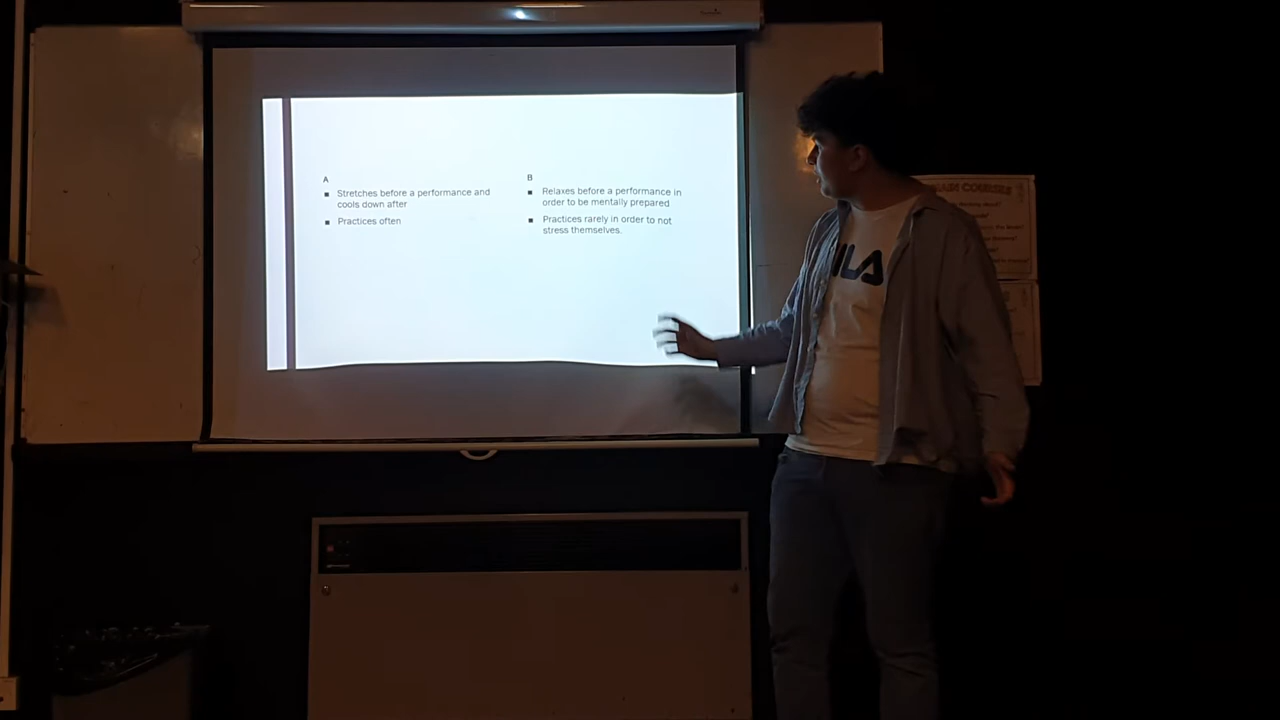 A
Stretches before a performance and
cools down after
Practices often
B
Relaxes before a performance in
order to be mentally prepared
Practices rarely in order to not
stress themselves.
MAIN COURSES